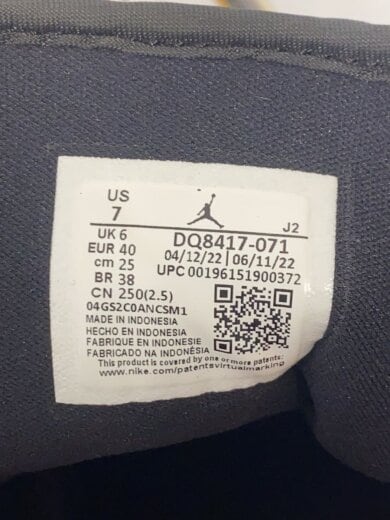 US
7
J2
UK 6
EUR 40
cm 25
BR 38
CN 250(2.5)
DQ8417-071
04/12/22 | 06/11/22
UPC 00196151900372
04GS2C0ANCSM1
MADE IN INDONESIA
HECHO EN INDONESIA
FABRIQUE EN INDONESIE
FABRICADO NA INDONÉSIA
This product is covered by one or more patents:
www.nike.com/patentsvirtualmarking